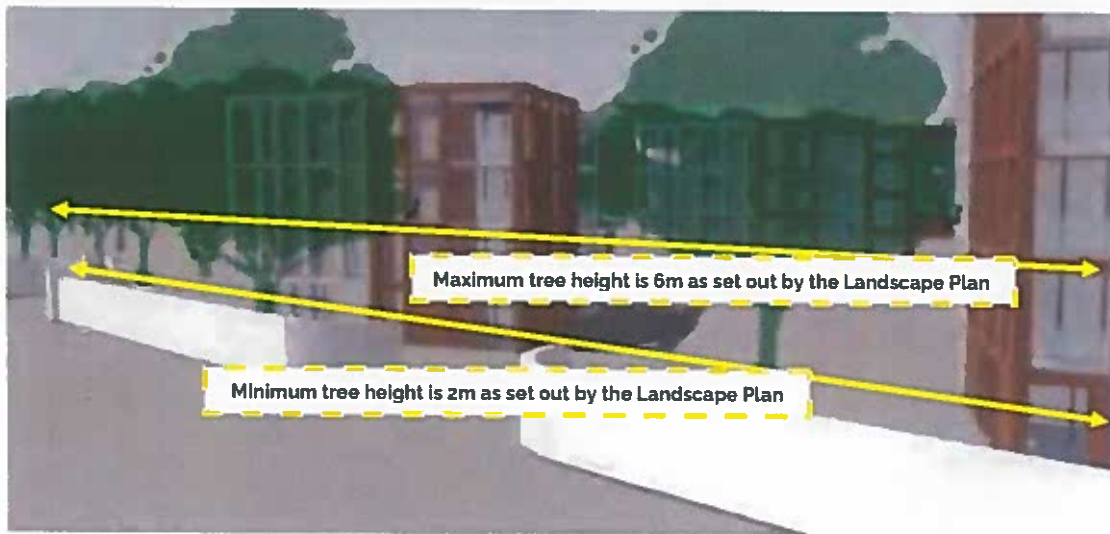 Maximum tree height is 6m as set out by the Landscape Plan
Minimum tree height is 2m as set out by the Landscape Plan